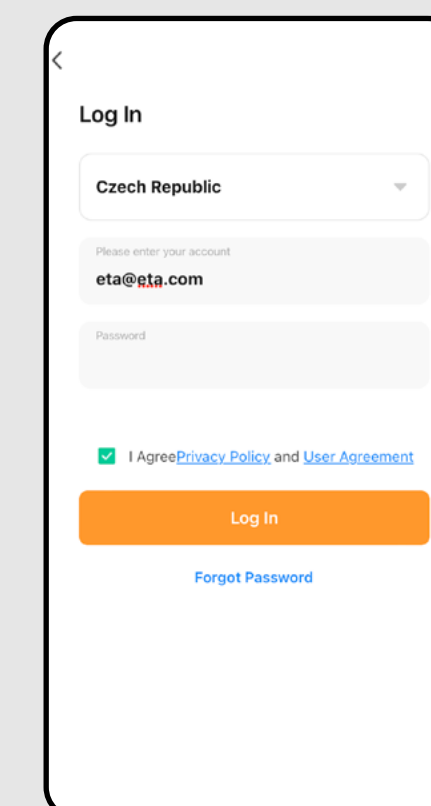 Log In
Czech Republic
Please enter your account
eta@eta.com
Password
I AgreePrivacy Policy and User Agreement
Log In
Forgot Password